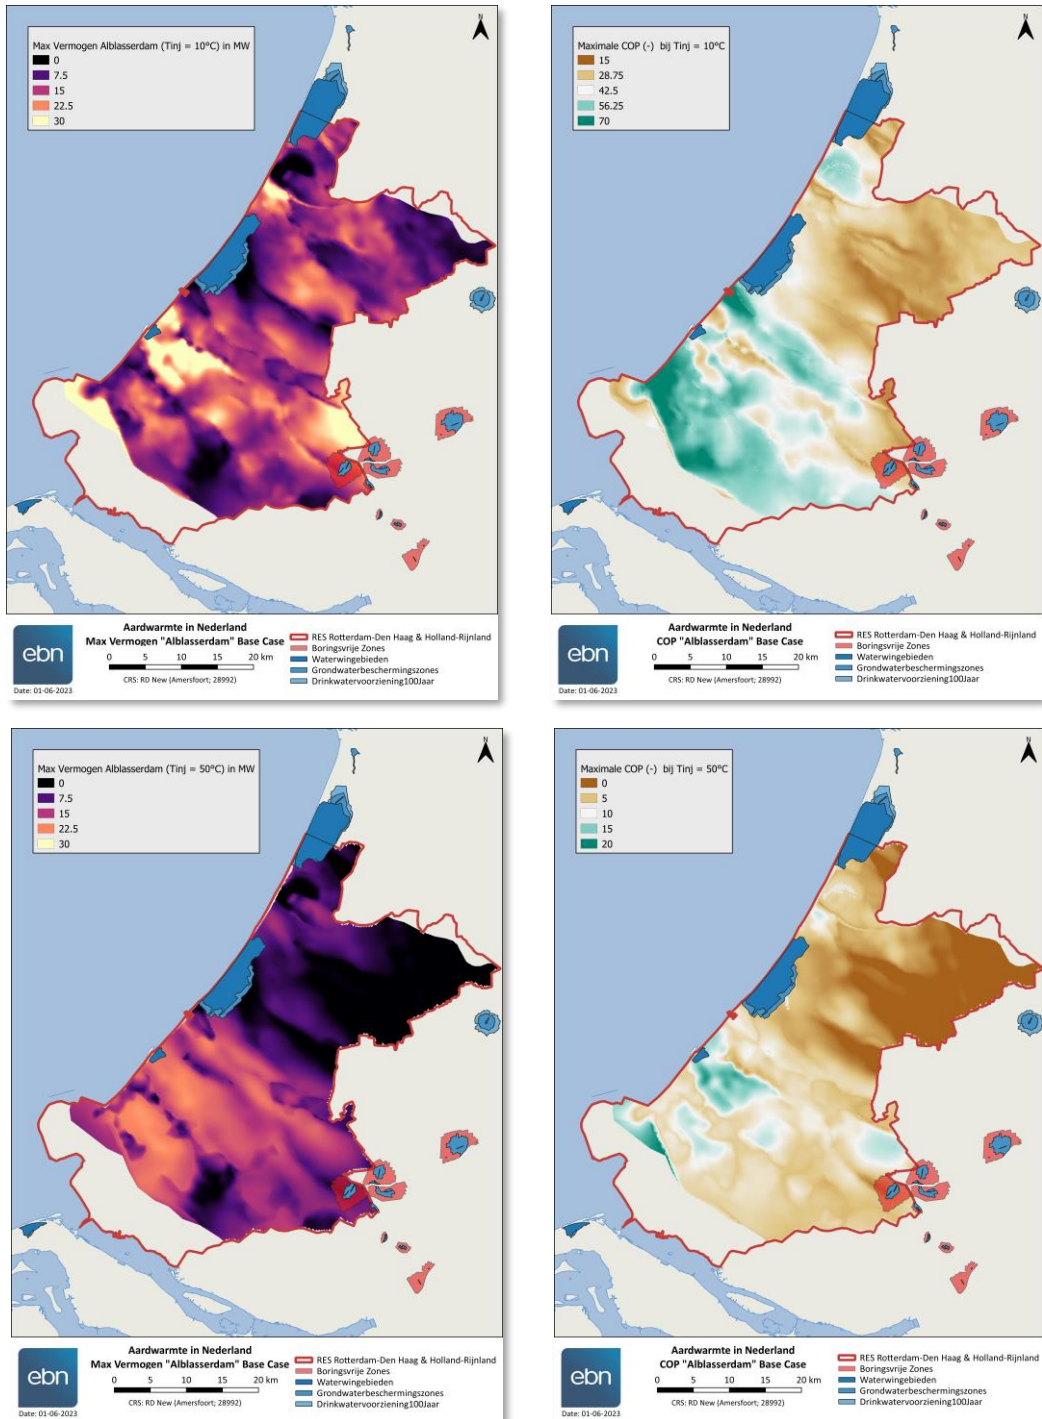 N
Max Vermogen Alblasserdam (Tinj = 10°C) in MW
0
7.5
15
22.5
30
ebn
Date: 01-06-2023
Aardwarmte in Nederland
Max Vermogen "Alblasserdam" Base Case
0 5 10 15 20 km
CRS: RD New (Amersfoort; 28992)
RES Rotterdam-Den Haag & Holland-Rijnland
Boringsvrije Zones
Waterwingebieden
Grondwaterbeschermingszones
Drinkwatervoorziening100Jaar
N
Maximale COP (-) bij Tinj = 10°C
15
28.75
42.5
56.25
70
ebn
Date: 01-06-2023
Aardwarmte in Nederland
COP "Alblasserdam" Base Case
0 5 10 15 20 km
CRS: RD New (Amersfoort; 28992)
RES Rotterdam-Den Haag & Holland-Rijnland
Boringsvrije Zones
Waterwingebieden
Grondwaterbeschermingszones
Drinkwatervoorziening100Jaar
N
Max Vermogen Alblasserdam (Tinj = 50°C) in MW
0
7.5
15
22.5
30
ebn
Date: 01-06-2023
Aardwarmte in Nederland
Max Vermogen "Alblasserdam" Base Case
0 5 10 15 20 km
CRS: RD New (Amersfoort; 28992)
RES Rotterdam-Den Haag & Holland-Rijnland
Boringsvrije Zones
Waterwingebieden
Grondwaterbeschermingszones
Drinkwatervoorziening100Jaar
N
Maximale COP (-) bij Tinj = 50°C
0
5
10
15
20
ebn
Date: 01-06-2023
Aardwarmte in Nederland
COP "Alblasserdam" Base Case
0 5 10 15 20 km
CRS: RD New (Amersfoort; 28992)
RES Rotterdam-Den Haag & Holland-Rijnland
Boringsvrije Zones
Waterwingebieden
Grondwaterbeschermingszones
Drinkwatervoorziening100Jaar